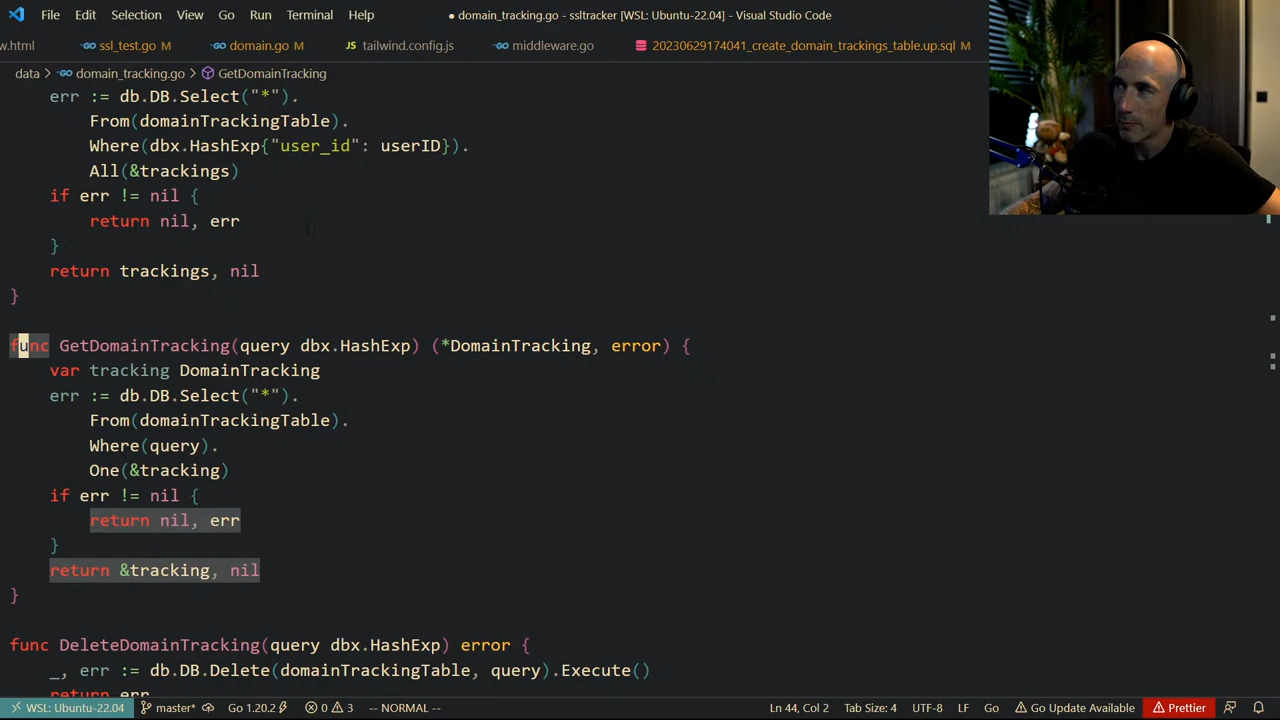 File Edit Selection View Go Run Terminal Help
● domain_tracking.go - ssltracker [WSL: Ubuntu-22.04] - Visual Studio Code
w.html ssl_test.go M domain.go M tailwind.config.js middleware.go 20230629174041_create_domain_trackings_table.up.sql M
data > domain_tracking.go > GetDomainTracking
err := db.DB.Select("*").
From(domainTrackingTable).
Where(dbx.HashExp{"user_id": userID}).
All(&trackings)
if err != nil {
return nil, err
}
return trackings, nil
}
func GetDomainTracking(query dbx.HashExp) (*DomainTracking, error) {
var tracking DomainTracking
err := db.DB.Select("*").
From(domainTrackingTable).
Where(query).
One(&tracking)
if err != nil {
return nil, err
}
return &tracking, nil
}
func DeleteDomainTracking(query dbx.HashExp) error {
_, err := db.DB.Delete(domainTrackingTable, query).Execute()
return err
WSL: Ubuntu-22.04 master* Go 1.20.2 0 3 -- NORMAL -- Ln 44, Col 2 Tab Size: 4 UTF-8 LF Go Go Update Available Prettier